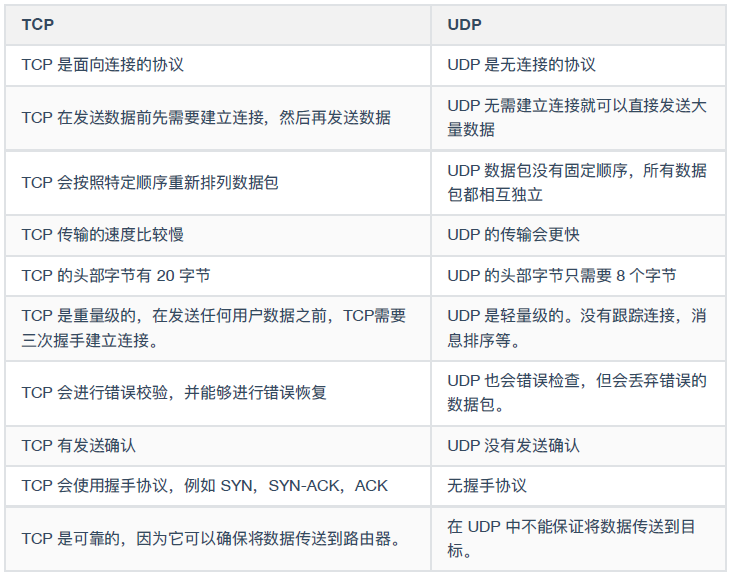 TCP
UDP
TCP 是面向连接的协议
UDP 是无连接的协议
TCP 在发送数据前先需要建立连接，然后再发送数据
UDP 无需建立连接就可以直接发送大
量数据
TCP 会按照特定顺序重新排列数据包
UDP 数据包没有固定顺序，所有数据
包都相互独立
TCP 传输的速度比较慢
UDP 的传输会更快
TCP 的头部字节有 20 字节
UDP 的头部字节只需要 8 个字节
TCP 是重量级的，在发送任何用户数据之前，TCP需要
三次握手建立连接。
UDP 是轻量级的。没有跟踪连接，消
息排序等。
TCP 会进行错误校验，并能够进行错误恢复
UDP 也会错误检查，但会丢弃错误的
数据包。
TCP 有发送确认
UDP 没有发送确认
TCP 会使用握手协议，例如 SYN，SYN-ACK，ACK
无握手协议
TCP 是可靠的，因为它可以确保将数据传送到路由器。
在 UDP 中不能保证将数据传送到目
标。